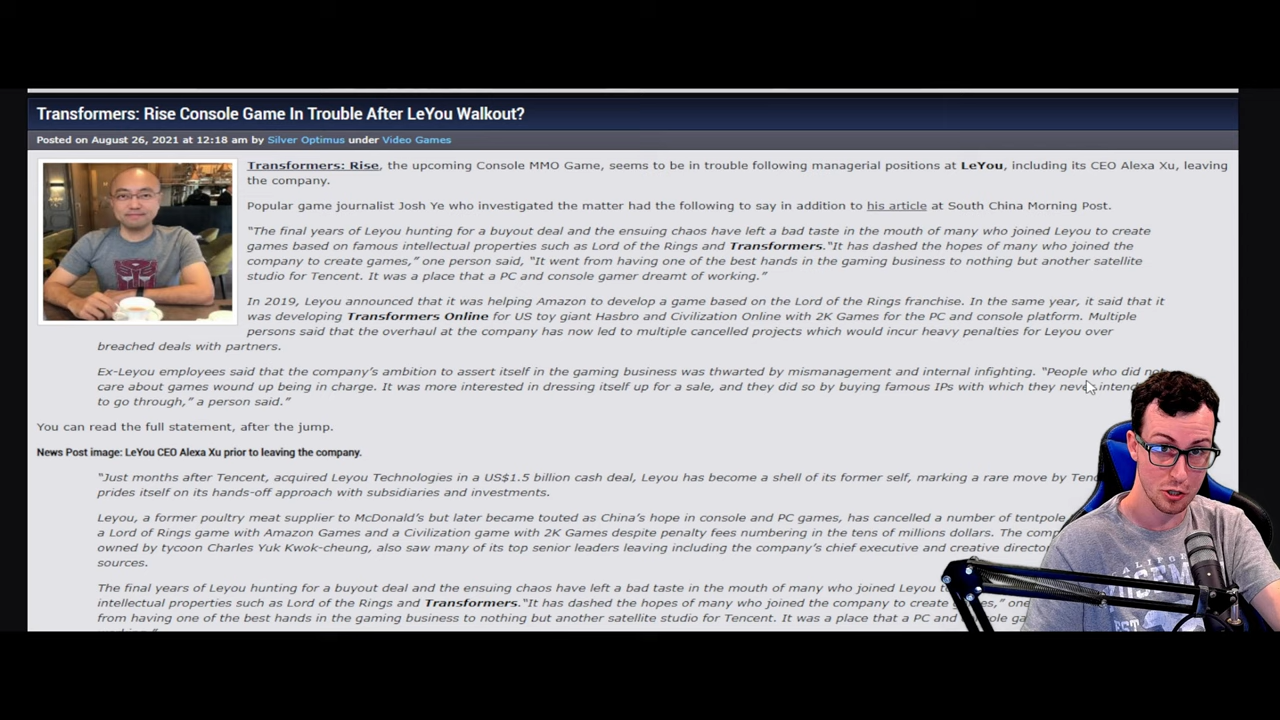 Transformers: Rise Console Game In Trouble After LeYou Walkout?
Posted on August 26, 2021 at 12:18 am by Silver Optimus under Video Games
Transformers: Rise, the upcoming Console MMO Game, seems to be in trouble following managerial positions at LeYou, including its CEO Alexa Xu, leaving
the company.
Popular game journalist Josh Ye who investigated the matter had the following to say in addition to his article at South China Morning Post.
“The final years of Leyou hunting for a buyout deal and the ensuing chaos have left a bad taste in the mouth of many who joined Leyou to create
games based on famous intellectual properties such as Lord of the Rings and Transformers.“It has dashed the hopes of many who joined the
company to create games,” one person said, “It went from having one of the best hands in the gaming business to nothing but another satellite
studio for Tencent. It was a place that a PC and console gamer dreamt of working.”
In 2019, Leyou announced that it was helping Amazon to develop a game based on the Lord of the Rings franchise. In the same year, it said that it
was developing Transformers Online for US toy giant Hasbro and Civilization Online with 2K Games for the PC and console platform. Multiple
persons said that the overhaul at the company has now led to multiple cancelled projects which would incur heavy penalties for Leyou over
breached deals with partners.
Ex-Leyou employees said that the company’s ambition to assert itself in the gaming business was thwarted by mismanagement and internal infighting. “People who did not
care about games wound up being in charge. It was more interested in dressing itself up for a sale, and they did so by buying famous IPs with which they never
to go through,” a person said.”
You can read the full statement, after the jump.
News Post image: LeYou CEO Alexa Xu prior to leaving the company.
“Just months after Tencent, acquired Leyou Technologies in a US$1.5 billion cash deal, Leyou has become a shell of its former self, marking a rare move by
prides itself on its hands-off approach with subsidiaries and investments.
Leyou, a former poultry meat supplier to McDonald’s but later became touted as China’s hope in console and PC games, has cancelled a number of tentpole
a Lord of Rings game with Amazon Games and a Civilization game with 2K Games despite penalty fees numbering in the tens of millions dollars. The
owned by tycoon Charles Yuk Kwok-cheung, also saw many of its top senior leaders leaving including the company’s chief executive and creative
sources.
The final years of Leyou hunting for a buyout deal and the ensuing chaos have left a bad taste in the mouth of many who joined Leyou
intellectual properties such as Lord of the Rings and Transformers.“It has dashed the hopes of many who joined the company to create
from having one of the best hands in the gaming business to nothing but another satellite studio for Tencent. It was a place that a PC and